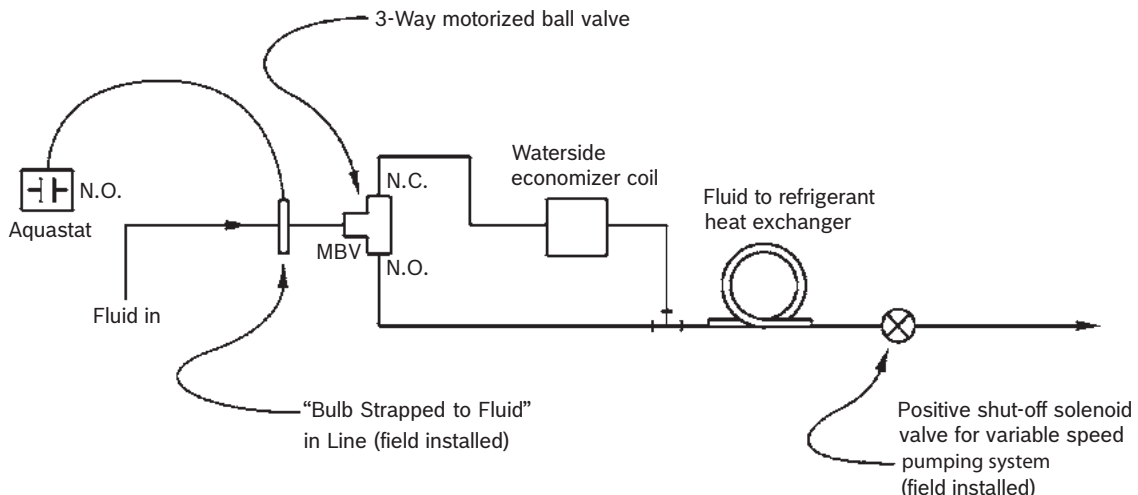 3-Way motorized ball valve
N.O.
Aquastat
Fluid in
MBV
N.C.
N.O.
Waterside
economizer coil
Fluid to refrigerant
heat exchanger
“Bulb Strapped to Fluid”
in Line (field installed)
Positive shut-off solenoid
valve for variable speed
pumping system
(field installed)